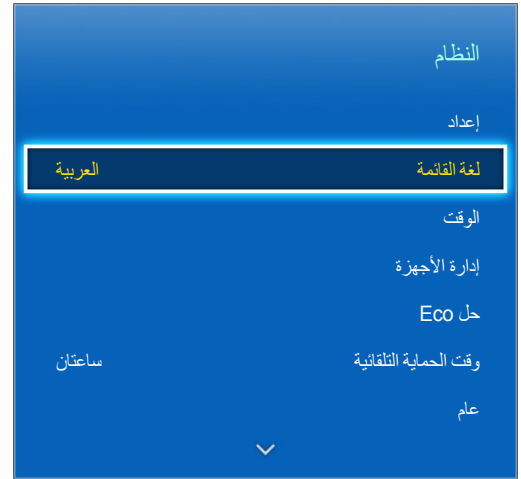 النظام
إعداد
لغة القائمة العربية
الوقت
إدارة الأجهزة
حل Eco
وقت الحماية التلقائية ساعتان
عام